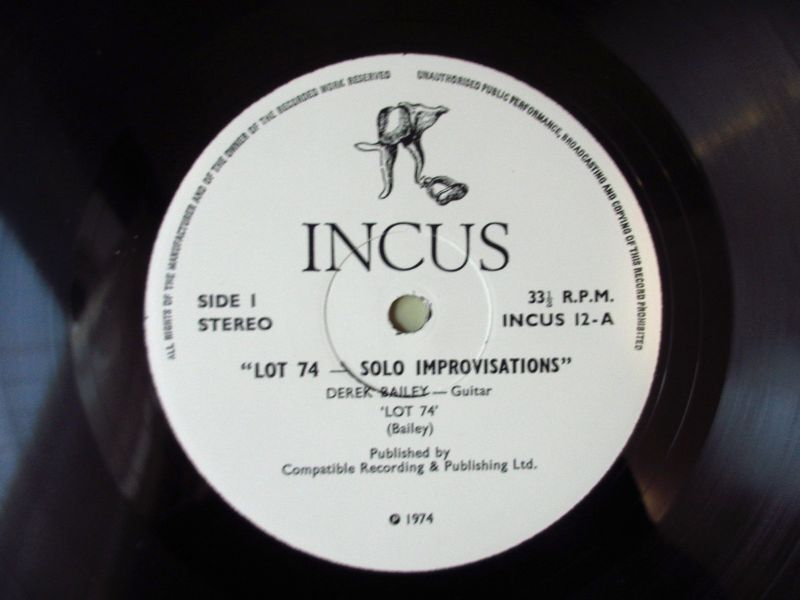 ALL RIGHTS OF THE MANUFACTURER AND OF THE OWNER OF THE RECORDED WORK RESERVED
UNAUTHORISED PUBLIC PERFORMANCE, BROADCASTING AND COPYING OF THIS RECORD PROHIBITED
INCUS
SIDE 1
STEREO
33⅓ R.P.M.
INCUS 12-A
“LOT 74 — SOLO IMPROVISATIONS”
DEREK BAILEY — Guitar
‘LOT 74’
(Bailey)
Published by
Compatible Recording & Publishing Ltd.
℗ 1974